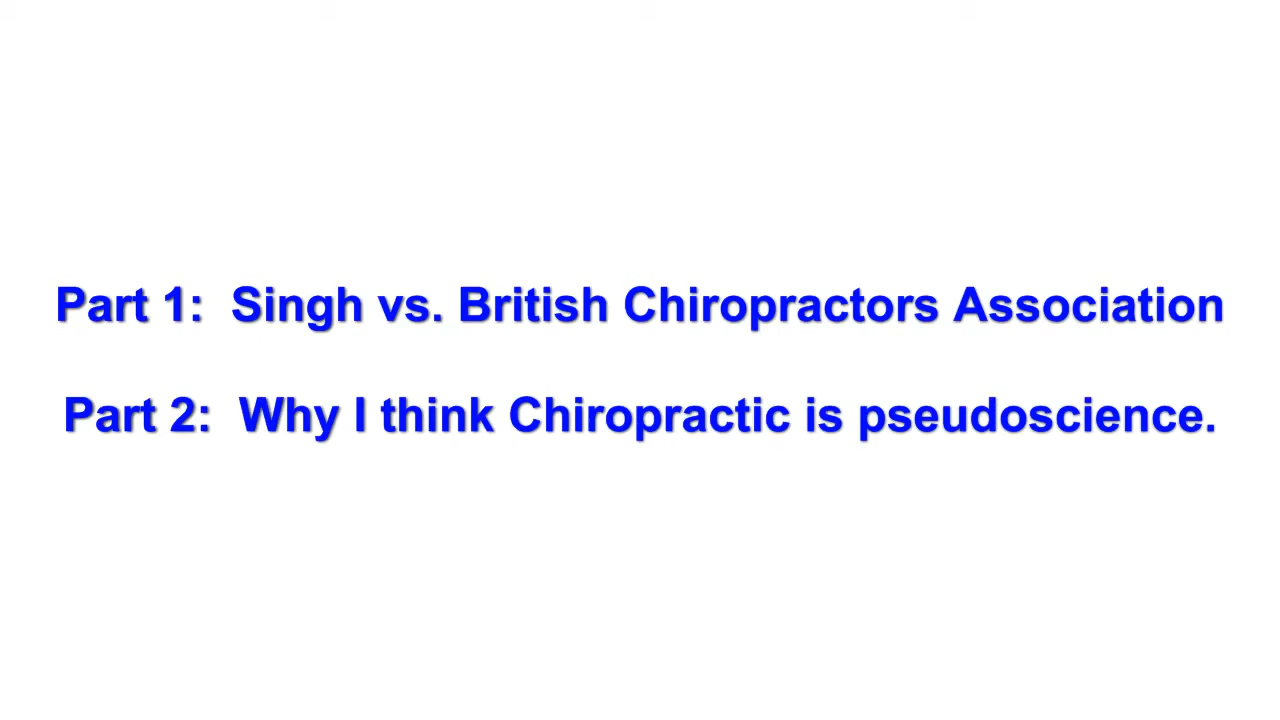 Part 1:  Singh vs. British Chiropractors Association
Part 2:  Why I think Chiropractic is pseudoscience.